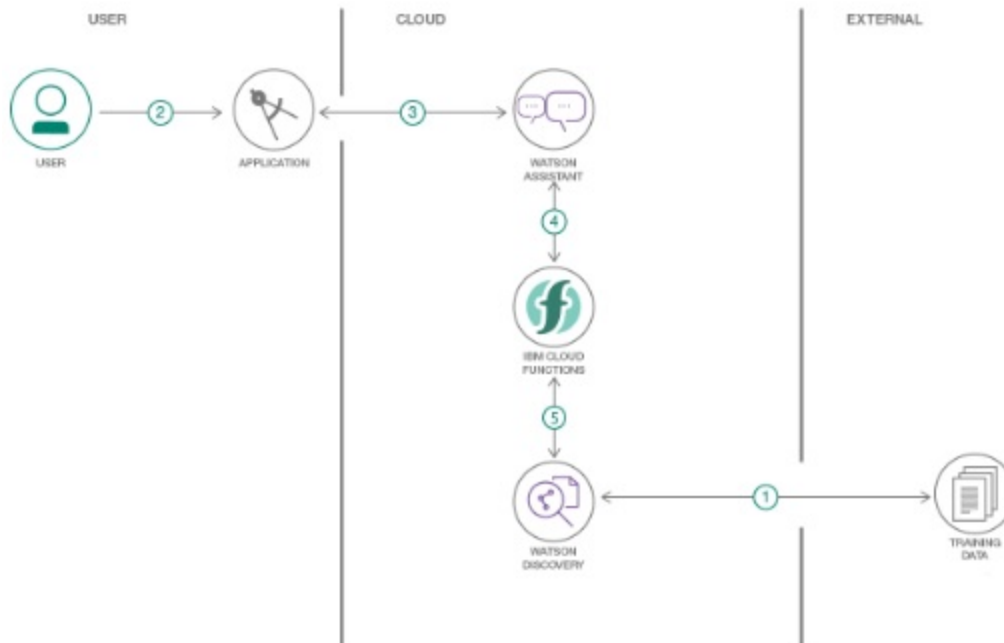 USER
CLOUD
EXTERNAL
2
3
USER
APPLICATION
WATSON
ASSISTANT
4
IBM CLOUD
FUNCTIONS
5
1
WATSON
DISCOVERY
TRAINING
DATA